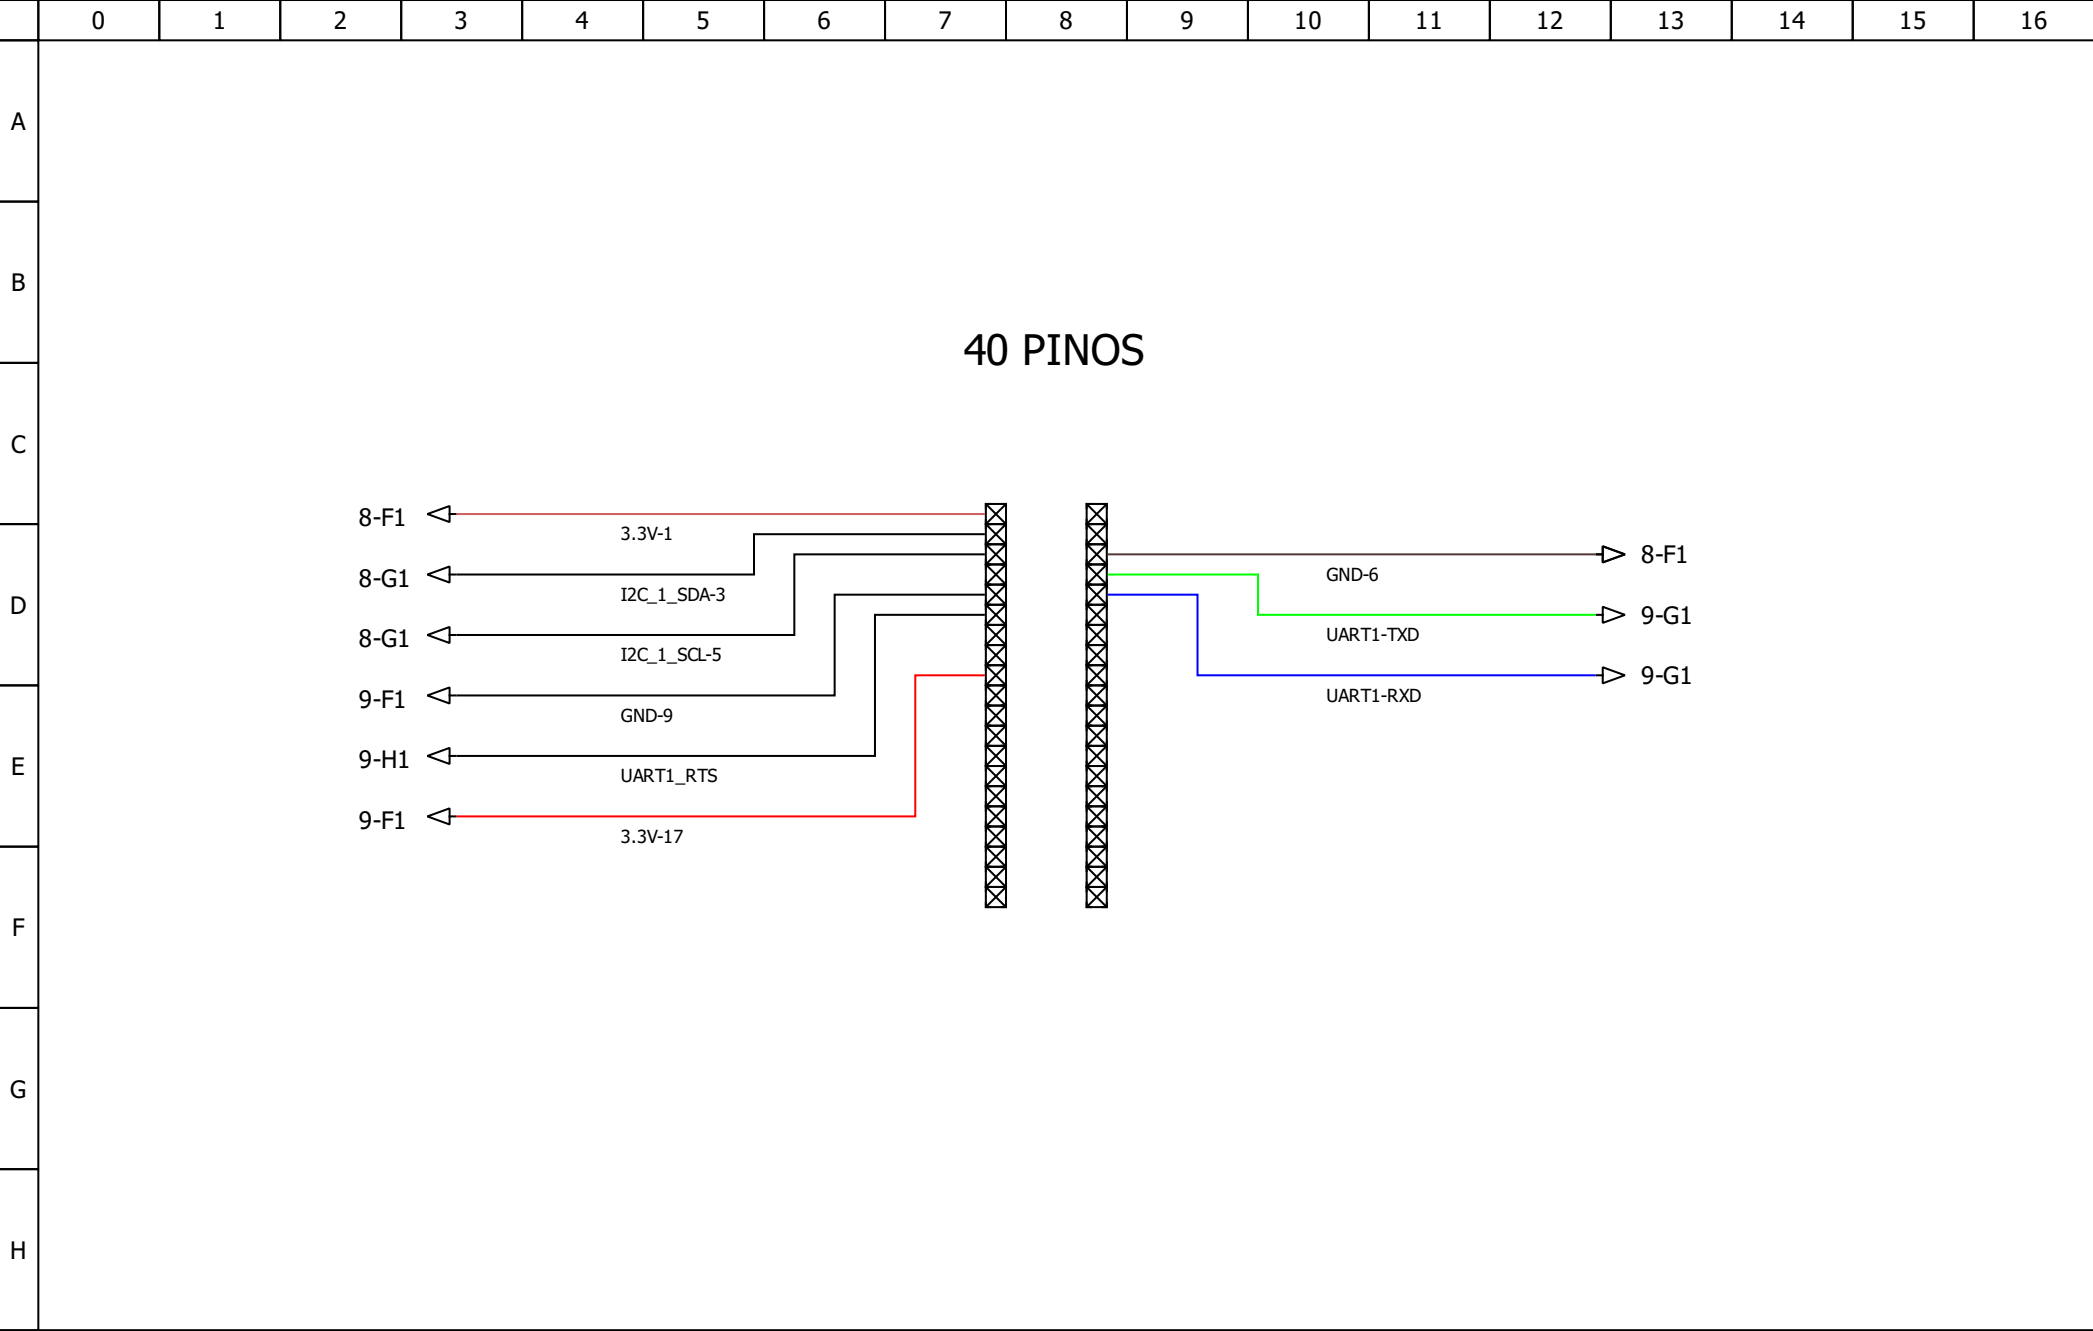 0 1 2 3 4 5 6 7 8 9 10 11 12 13 14 15 16
A
B
40 PINOS
C
8-F1
3.3V-1
8-F1
8-G1
GND-6
I2C_1_SDA-3
D
9-G1
8-G1
UART1-TXD
I2C_1_SCL-5
9-G1
9-F1
UART1-RXD
GND-9
9-H1
E
UART1_RTS
9-F1
3.3V-17
F
G
H